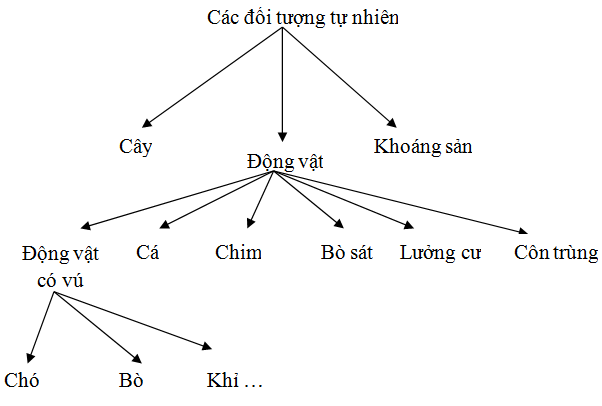 Các đối tượng tự nhiên
Cây
Khoáng sản
Động vật
Động vật
có vú
Cá
Chim
Bò sát
Lưởng cư
Côn trùng
Chó
Bò
Khỉ ...